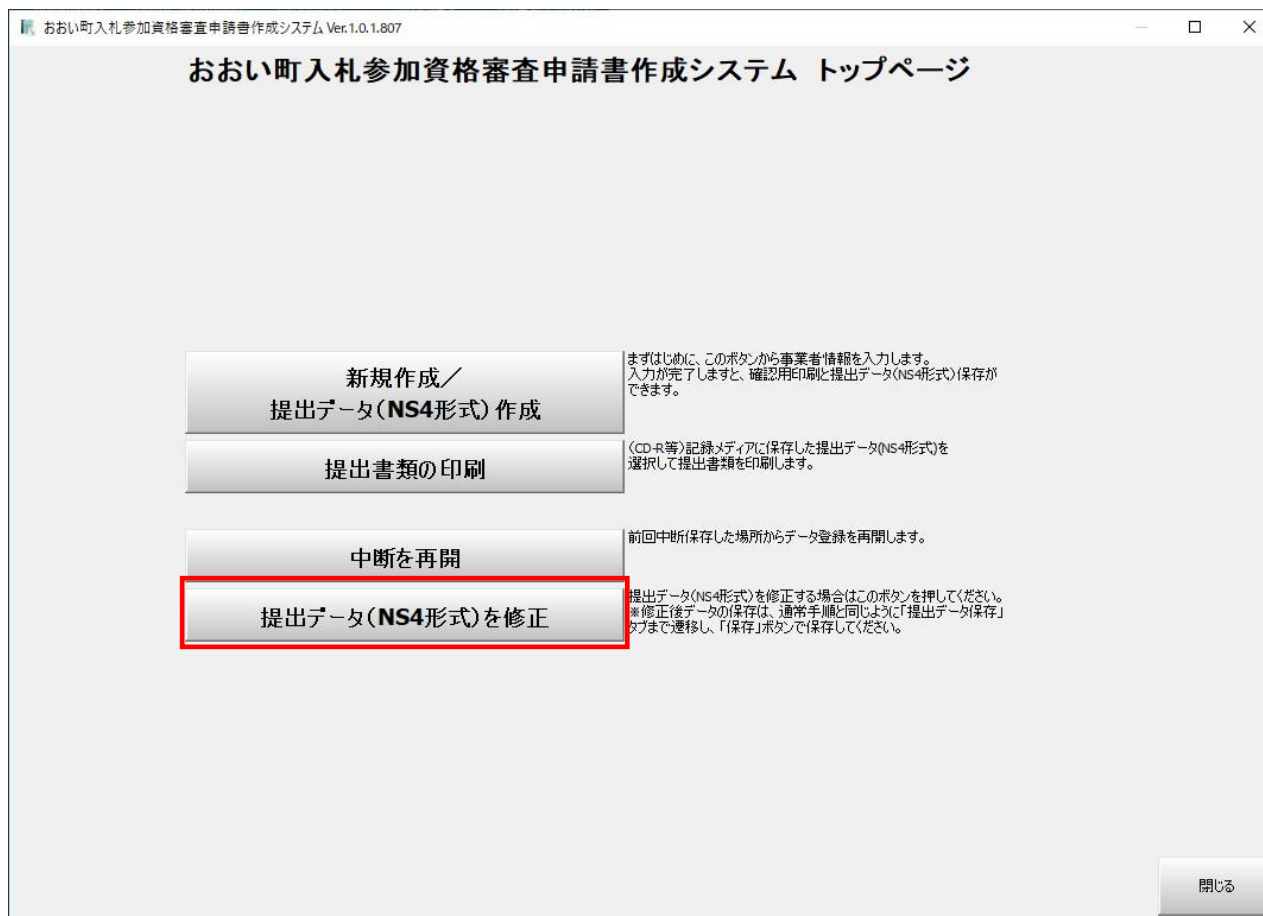 おおい町入札参加資格審査申請書作成システム Ver.1.0.1.807
おおい町入札参加資格審査申請書作成システム トップページ
新規作成／
提出データ(NS4形式)作成
まずはじめに、このボタンから事業者情報を入力します。
入力が完了しますと、確認用印刷と提出データ(NS4形式)保存が
できます。
提出書類の印刷
(CD-R等)記録メディアに保存した提出データ(NS4形式)を
選択して提出書類を印刷します。
中断を再開
前回中断保存した場所からデータ登録を再開します。
提出データ(NS4形式)を修正
提出データ(NS4形式)を修正する場合はこのボタンを押してください。
※修正後データの保存は、通常手順と同じように「提出データ保存」
タブまで遷移し、「保存」ボタンで保存してください。
閉じる